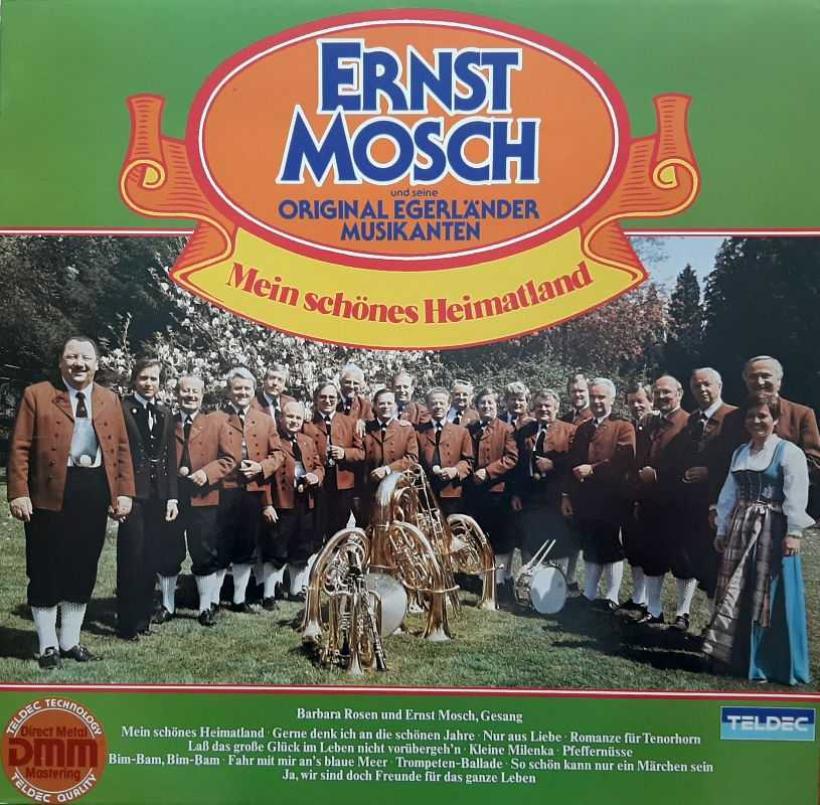 ERNST
MOSCH
und seine
ORIGINAL EGERLÄNDER
MUSIKANTEN
Mein schönes Heimatland
Barbara Rosen und Ernst Mosch, Gesang
Mein schönes Heimatland · Gerne denk ich an die schönen Jahre · Nur aus Liebe · Romanze für Tenorhorn
Laß das große Glück im Leben nicht vorübergeh'n · Kleine Milenka · Pfeffernüsse
Bim-Bam, Bim-Bam · Fahr mit mir an's blaue Meer · Trompeten-Ballade · So schön kann nur ein Märchen sein
Ja, wir sind doch Freunde für das ganze Leben
TELDEC TECHNOLOGY
Direct Metal
DMM
Mastering
TELDEC QUALITY
TELDEC